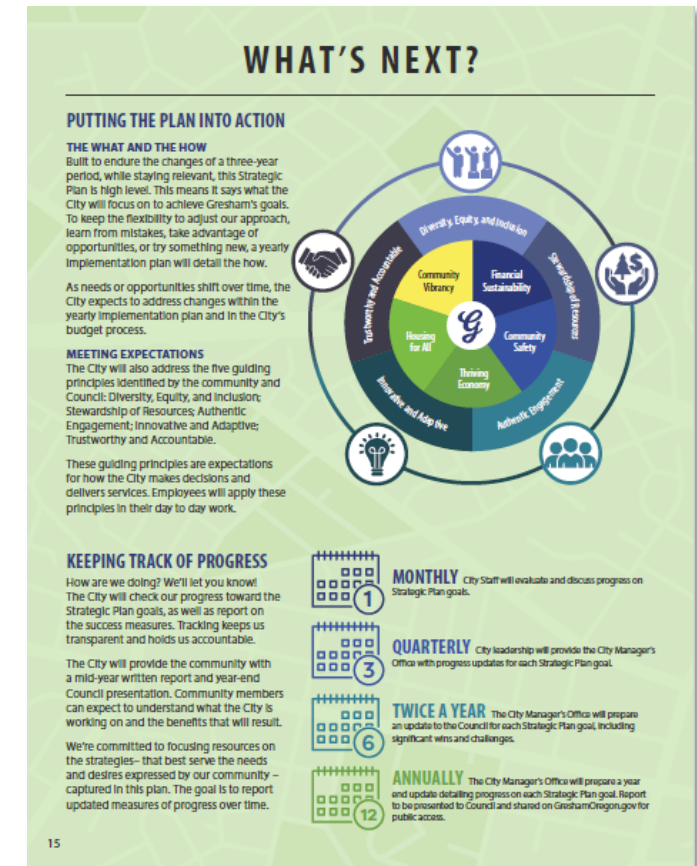 WHAT'S NEXT?
PUTTING THE PLAN INTO ACTION
THE WHAT AND THE HOW
Built to endure the changes of a three-year
period, while staying relevant, this Strategic
Plan is high level. This means it says what the
City will focus on to achieve Gresham's goals.
To keep the flexibility to adjust our approach,
learn from mistakes, take advantage of
opportunities, or try something new, a yearly
implementation plan will detail the how.
As needs or opportunities shift over time, the
City expects to address changes within the
yearly implementation plan and in the City's
budget process.
MEETING EXPECTATIONS
The City will also address the five guiding
principles identified by the community and
Council: Diversity, Equity, and Inclusion;
Stewardship of Resources; Authentic
Engagement; Innovative and Adaptive;
Trustworthy and Accountable.
These guiding principles are expectations
for how the City makes decisions and
delivers services. Employees will apply these
principles in their day to day work.
Diversity, Equity, and Inclusion
Stewardship of Resources
Authentic Engagement
Innovative and Adaptive
Trustworthy and Accountable
Community
Vibrancy
Financial
Sustainability
Community
Safety
Thriving
Economy
Housing
for All
G
$
KEEPING TRACK OF PROGRESS
How are we doing? We'll let you know!
The City will check our progress toward the
Strategic Plan goals, as well as report on
the success measures. Tracking keeps us
transparent and holds us accountable.
The City will provide the community with
a mid-year written report and year-end
Council presentation. Community members
can expect to understand what the City is
working on and the benefits that will result.
We're committed to focusing resources on
the strategies– that best serve the needs
and desires expressed by our community –
captured in this plan. The goal is to report
updated measures of progress over time.
1
MONTHLY City Staff will evaluate and discuss progress on
Strategic Plan goals.
3
QUARTERLY City leadership will provide the City Manager's
Office with progress updates for each Strategic Plan goal.
6
TWICE A YEAR The City Manager's Office will prepare
an update to the Council for each Strategic Plan goal, including
significant wins and challenges.
12
ANNUALLY The City Manager's Office will prepare a year
end update detailing progress on each Strategic Plan goal. Report
to be presented to Council and shared on GreshamOregon.gov for
public access.
15